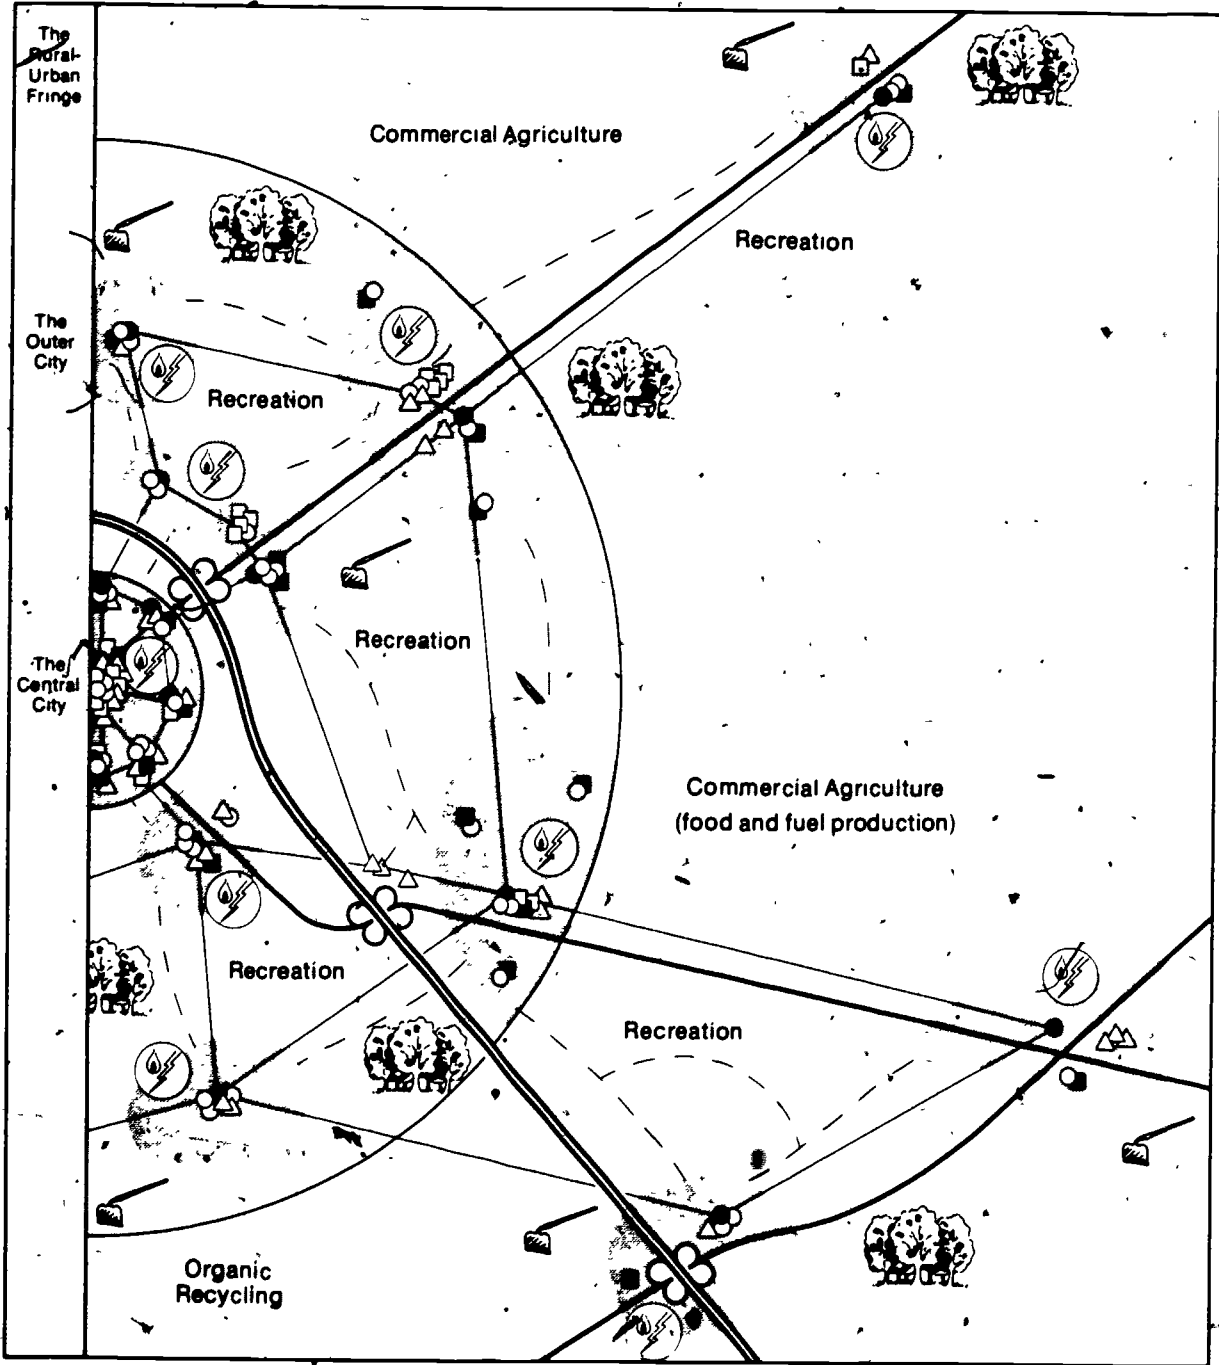 The
Rural-
Urban
Fringe
Commercial Agriculture
Recreation
The
Outer
City
Recreation
Recreation
The
Central
City
Commercial Agriculture
(food and fuel production)
Recreation
Recreation
Organic
Recycling